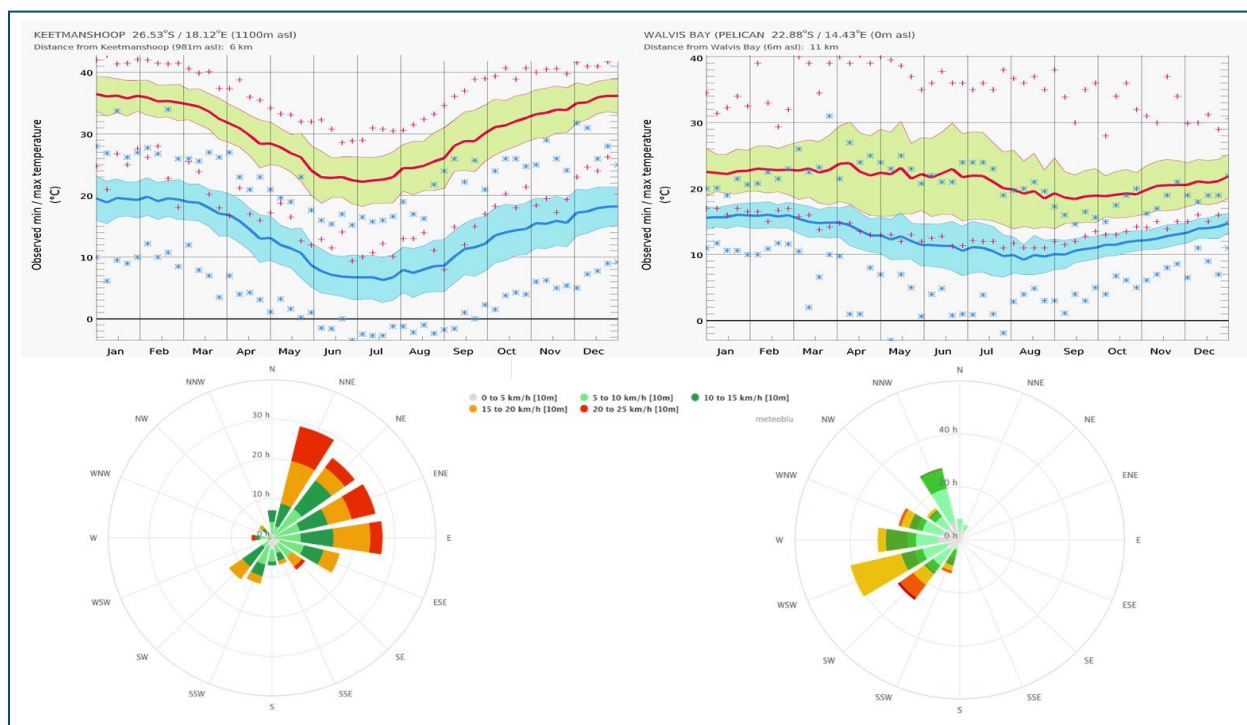 KEETMANSHOOP 26.53°S / 18.12°E (1100m asl)
Distance from Keetmanshoop (981m asl): 6 km
Observed min / max temperature
(°C)
40
30
20
10
0
Jan Feb Mar Apr May Jun Jul Aug Sep Oct Nov Dec
WALVIS BAY (PELICAN 22.88°S / 14.43°E (0m asl)
Distance from Walvis Bay (6m asl): 11 km
Observed min / max temperature
(°C)
40
30
20
10
0
Jan Feb Mar Apr May Jun Jul Aug Sep Oct Nov Dec
N
NNW NNE
NW NE
WNW ENE
W E
WSW ESE
SW SE
SSW SSE
S
30 h
20 h
10 h
0 h
0 to 5 km/h [10m] 5 to 10 km/h [10m] 10 to 15 km/h [10m]
15 to 20 km/h [10m] 20 to 25 km/h [10m]
meteoblu
N
NNW NNE
NW NE
WNW ENE
W E
WSW ESE
SW SE
SSW SSE
S
40 h
20 h
0 h